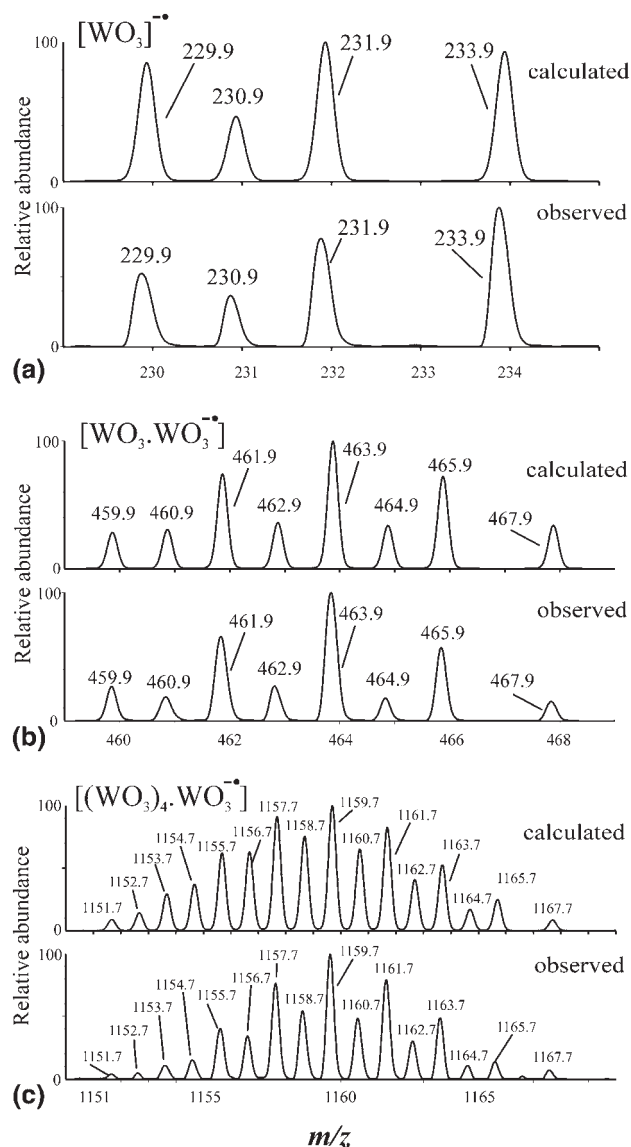 [WO₃]⁻•
100
229.9
230.9
231.9
233.9
calculated
Relative abundance
0
100
observed
229.9
230.9
231.9
233.9
0
230 231 232 233 234
(a)
[WO₃.WO₃⁻•]
100
calculated
459.9 460.9 461.9 462.9 463.9 464.9 465.9 467.9
Relative abundance
0
100
observed
459.9 460.9 461.9 462.9 463.9 464.9 465.9 467.9
0
460 462 464 466 468
(b)
[(WO₃)₄.WO₃⁻•]
100
calculated
1151.7 1152.7 1153.7 1154.7 1155.7 1156.7 1157.7 1158.7 1159.7 1160.7 1161.7 1162.7 1163.7 1164.7 1165.7 1167.7
Relative abundance
0
100
observed
1151.7 1152.7 1153.7 1154.7 1155.7 1156.7 1157.7 1158.7 1159.7 1160.7 1161.7 1162.7 1163.7 1164.7 1165.7 1167.7
0
1151 1155 1160 1165
(c)
m/z